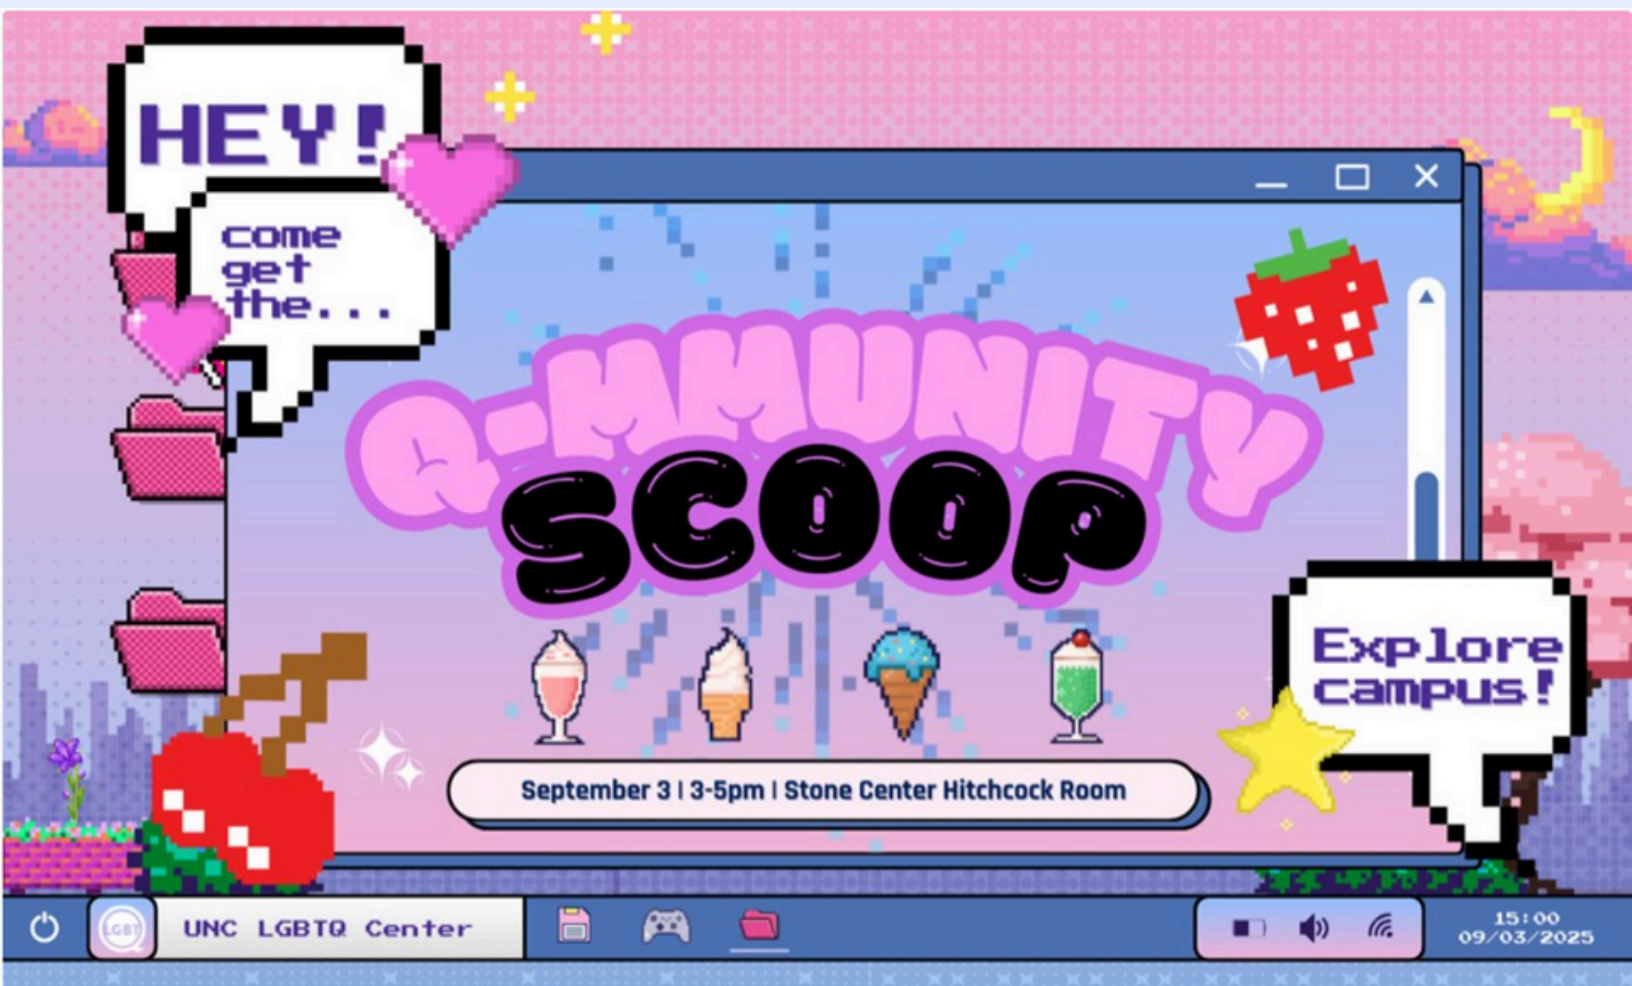 HEY!
come
get
the...
Q-MMUNITY
SCOOP
Explore
campus!
September 3 | 3-5pm | Stone Center Hitchcock Room
LGBT
UNC LGBTQ Center
15:00
09/03/2025